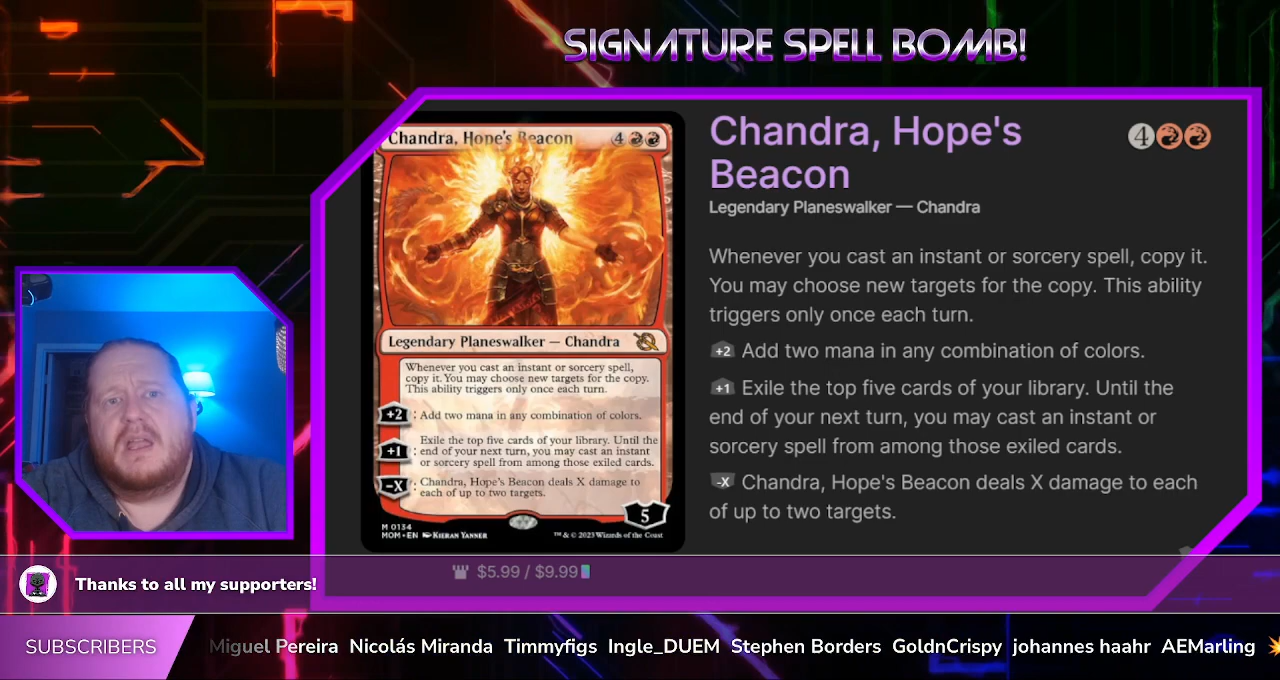 SIGNATURE SPELL BOMB!
Chandra, Hope's Beacon 4
Legendary Planeswalker — Chandra
Whenever you cast an instant or sorcery spell,
copy it. You may choose new targets for the copy.
This ability triggers only once each turn.
+2 : Add two mana in any combination of colors.
Exile the top five cards of your library. Until the
+1 : end of your next turn, you may cast an instant
or sorcery spell from among those exiled cards.
-X : Chandra, Hope's Beacon deals X damage to
each of up to two targets.
5
M 0134
MOM • EN KIERAN YANNER ™ & © 2023 Wizards of the Coast
Chandra, Hope's 4
Beacon
Legendary Planeswalker — Chandra
Whenever you cast an instant or sorcery spell, copy it.
You may choose new targets for the copy. This ability
triggers only once each turn.
+2 Add two mana in any combination of colors.
+1 Exile the top five cards of your library. Until the
end of your next turn, you may cast an instant or
sorcery spell from among those exiled cards.
-X Chandra, Hope's Beacon deals X damage to each
of up to two targets.
$5.99 / $9.99
Thanks to all my supporters!
SUBSCRIBERS Miguel Pereira Nicolás Miranda Timmyfigs Ingle_DUEM Stephen Borders GoldnCrispy johannes haahr AEMarling